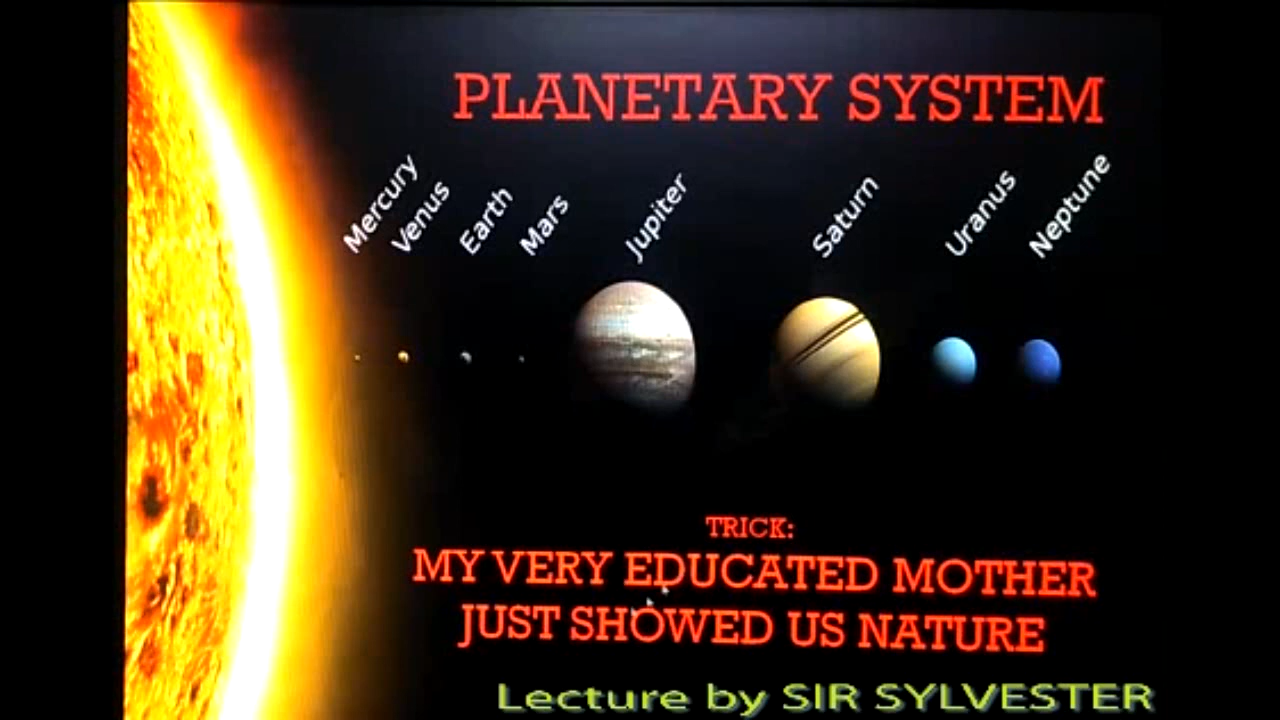 PLANETARY SYSTEM
Mercury
Venus
Earth
Mars
Jupiter
Saturn
Uranus
Neptune
TRICK:
MY VERY EDUCATED MOTHER
JUST SHOWED US NATURE
Lecture by SIR SYLVESTER